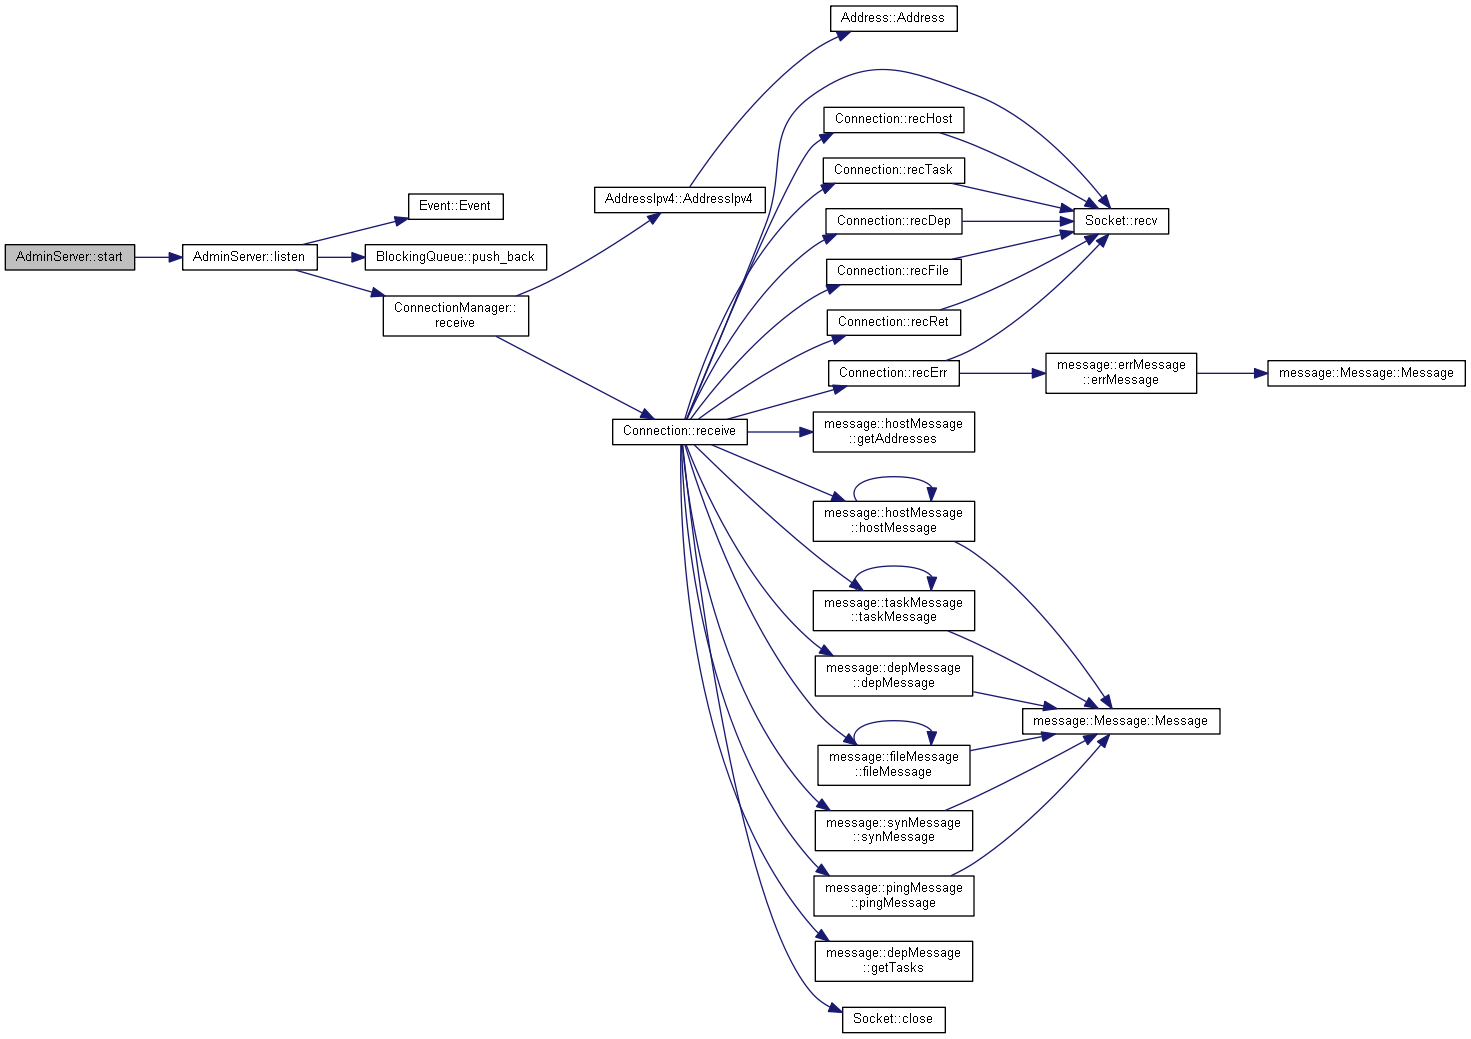 AdminServer::start
AdminServer::listen
Event::Event
BlockingQueue::push_back
ConnectionManager::
receive
AddressIpv4::AddressIpv4
Address::Address
Connection::receive
Connection::recHost
Connection::recTask
Connection::recDep
Connection::recFile
Connection::recRet
Connection::recErr
Socket::recv
message::errMessage
::errMessage
message::Message::Message
message::hostMessage
::getAddresses
message::hostMessage
::hostMessage
message::taskMessage
::taskMessage
message::depMessage
::depMessage
message::fileMessage
::fileMessage
message::synMessage
::synMessage
message::pingMessage
::pingMessage
message::depMessage
::getTasks
Socket::close
message::Message::Message